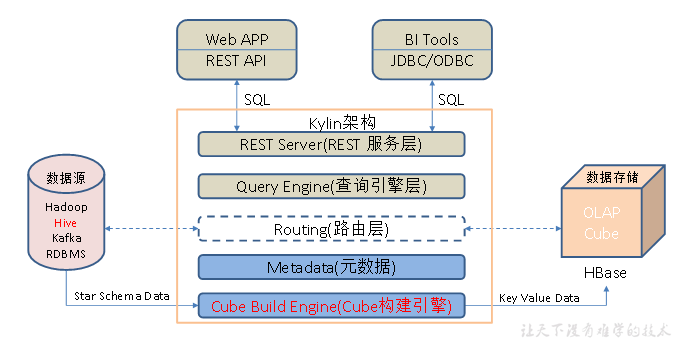 Web APP
REST API
BI Tools
JDBC/ODBC
SQL
SQL
Kylin架构
REST Server(REST 服务层)
Query Engine(查询引擎层)
Routing(路由层)
Metadata(元数据)
Cube Build Engine(Cube构建引擎)
数据源
Hadoop
Hive
Kafka
RDBMS
Star Schema Data
数据存储
OLAP
Cube
HBase
Key Value Data
让天下没有难学的技术